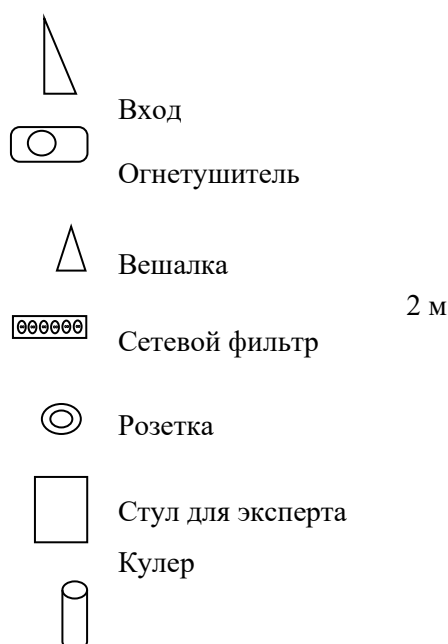 Вход
Огнетушитель
Вешалка
2 м
Сетевой фильтр
Розетка
Стул для эксперта
Кулер